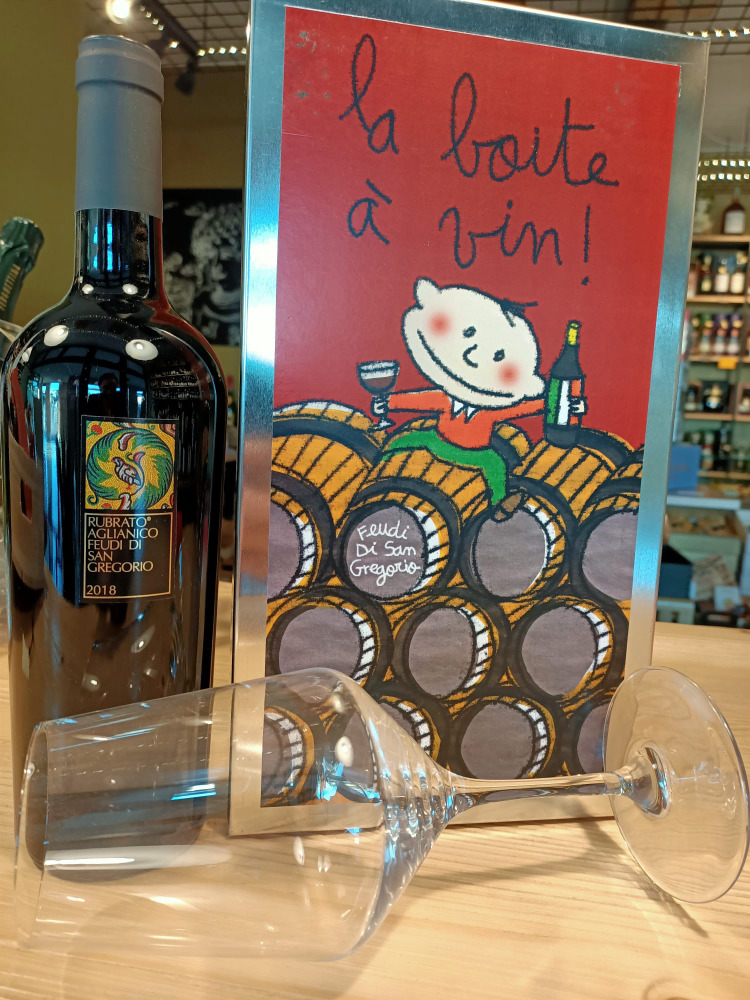 la boite
à vin!
Feudi
Di San
Gregorio
RUBRATO®
AGLIANICO
FEUDI DI
SAN
GREGORIO
2018